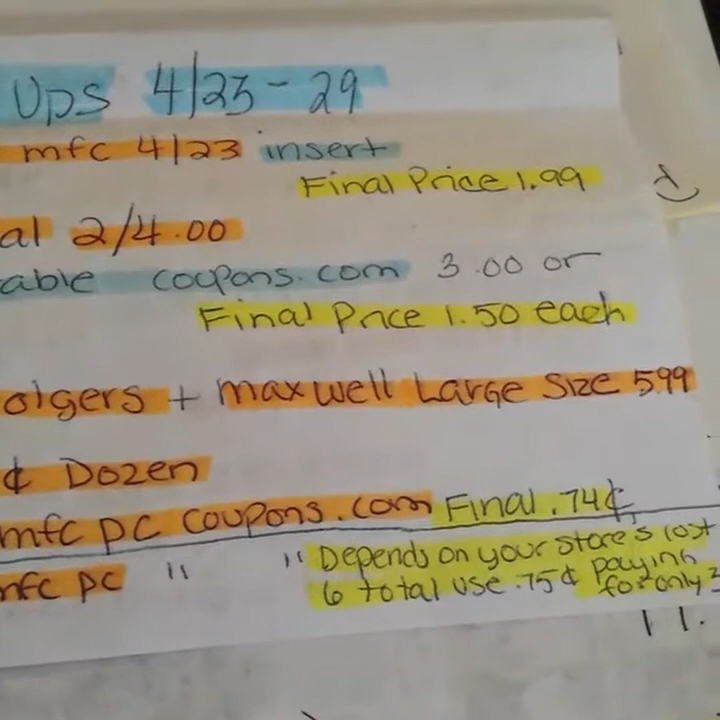 Ups 4/23-29
mfc 4/23 insert
Final Price 1.99
al 2/4.00
able coupons.com 3.00 or
Final Price 1.50 each
olgers + maxwell Large Size 5.99
¢ Dozen
mfc pc coupons.com Final .74¢
mfc pc " " Depends on your store's cost
6 total use .75¢ paying
for only